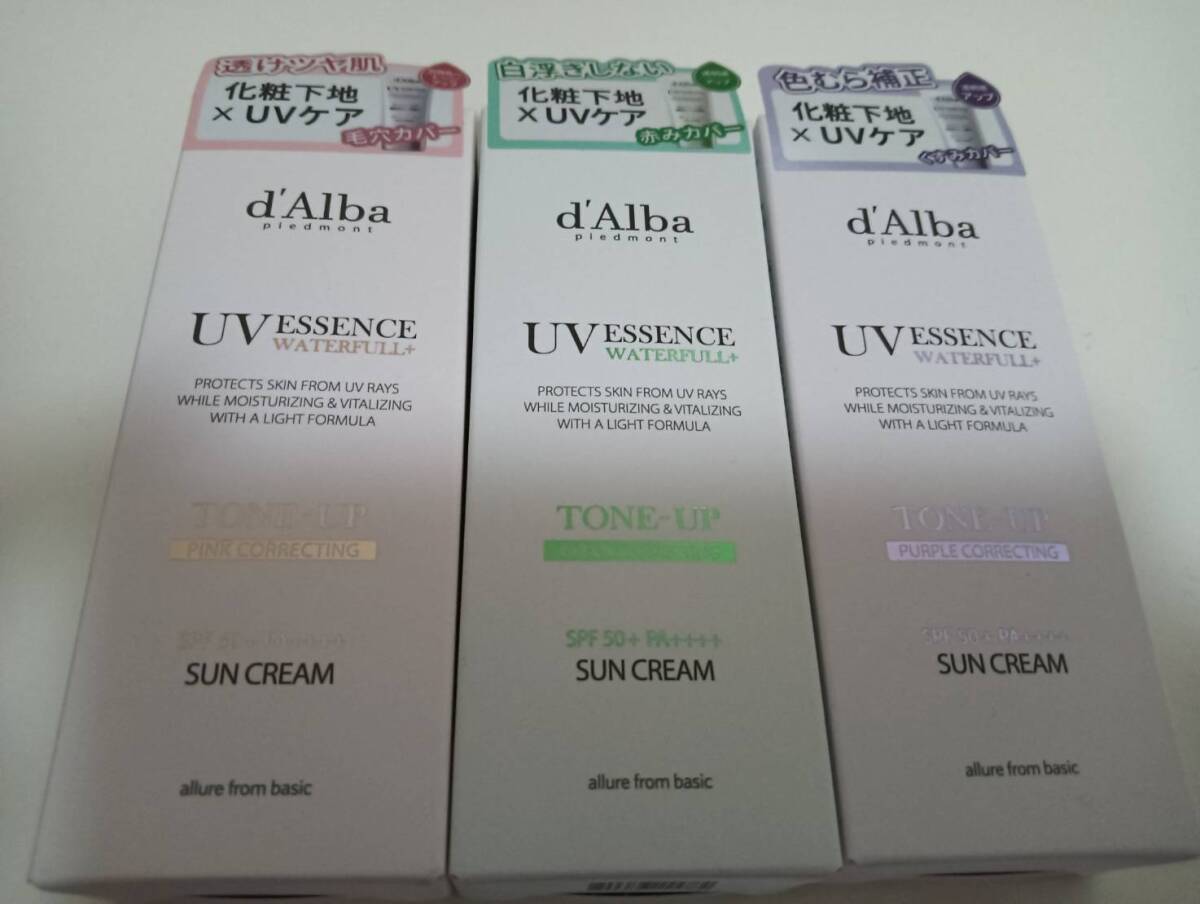 透けツヤ肌
化粧下地
×UVケア
毛穴カバー
d'Alba
piedmont
UV ESSENCE
WATERFULL+
PROTECTS SKIN FROM UV RAYS
WHILE MOISTURIZING & VITALIZING
WITH A LIGHT FORMULA
TONE-UP
PINK CORRECTING
SUN CREAM
allure from basic
白浮きしない
化粧下地
×UVケア
赤みカバー
d'Alba
piedmont
UV ESSENCE
WATERFULL+
PROTECTS SKIN FROM UV RAYS
WHILE MOISTURIZING & VITALIZING
WITH A LIGHT FORMULA
TONE-UP
SPF 50+ PA++++
SUN CREAM
allure from basic
色むら補正
アップ
化粧下地
×UVケア
くすみカバー
d'Alba
piedmont
UV ESSENCE
WATERFULL+
PROTECTS SKIN FROM UV RAYS
WHILE MOISTURIZING & VITALIZING
WITH A LIGHT FORMULA
TONE-UP
PURPLE CORRECTING
SPF 50+ PA++++
SUN CREAM
allure from basic